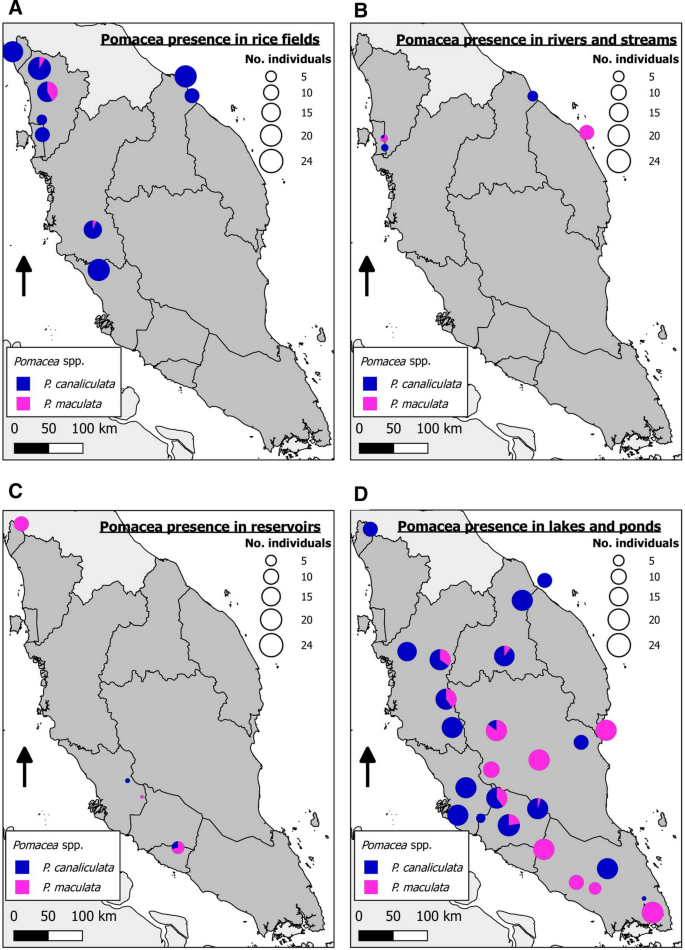 A
Pomacea presence in rice fields
No. individuals
5
10
15
20
24
Pomacea spp.
P. canaliculata
P. maculata
0 50 100 km
B
Pomacea presence in rivers and streams
No. individuals
5
10
15
20
24
Pomacea spp.
P. canaliculata
P. maculata
0 50 100 km
C
Pomacea presence in reservoirs
No. individuals
5
10
15
20
24
Pomacea spp.
P. canaliculata
P. maculata
0 50 100 km
D
Pomacea presence in lakes and ponds
No. individuals
5
10
15
20
24
Pomacea spp.
P. canaliculata
P. maculata
0 50 100 km